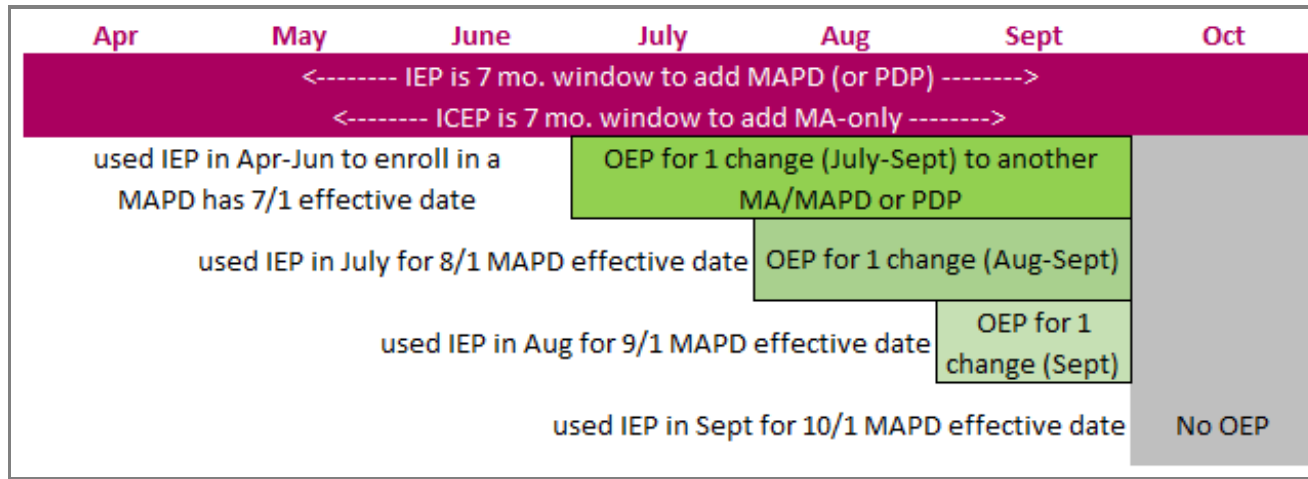 Apr May June July Aug Sept Oct
<-------- IEP is 7 mo. window to add MAPD (or PDP) -------->
<-------- ICEP is 7 mo. window to add MA-only -------->
used IEP in Apr-Jun to enroll in a
MAPD has 7/1 effective date
OEP for 1 change (July-Sept) to another
MA/MAPD or PDP
used IEP in July for 8/1 MAPD effective date
OEP for 1 change (Aug-Sept)
used IEP in Aug for 9/1 MAPD effective date
OEP for 1
change (Sept)
used IEP in Sept for 10/1 MAPD effective date
No OEP